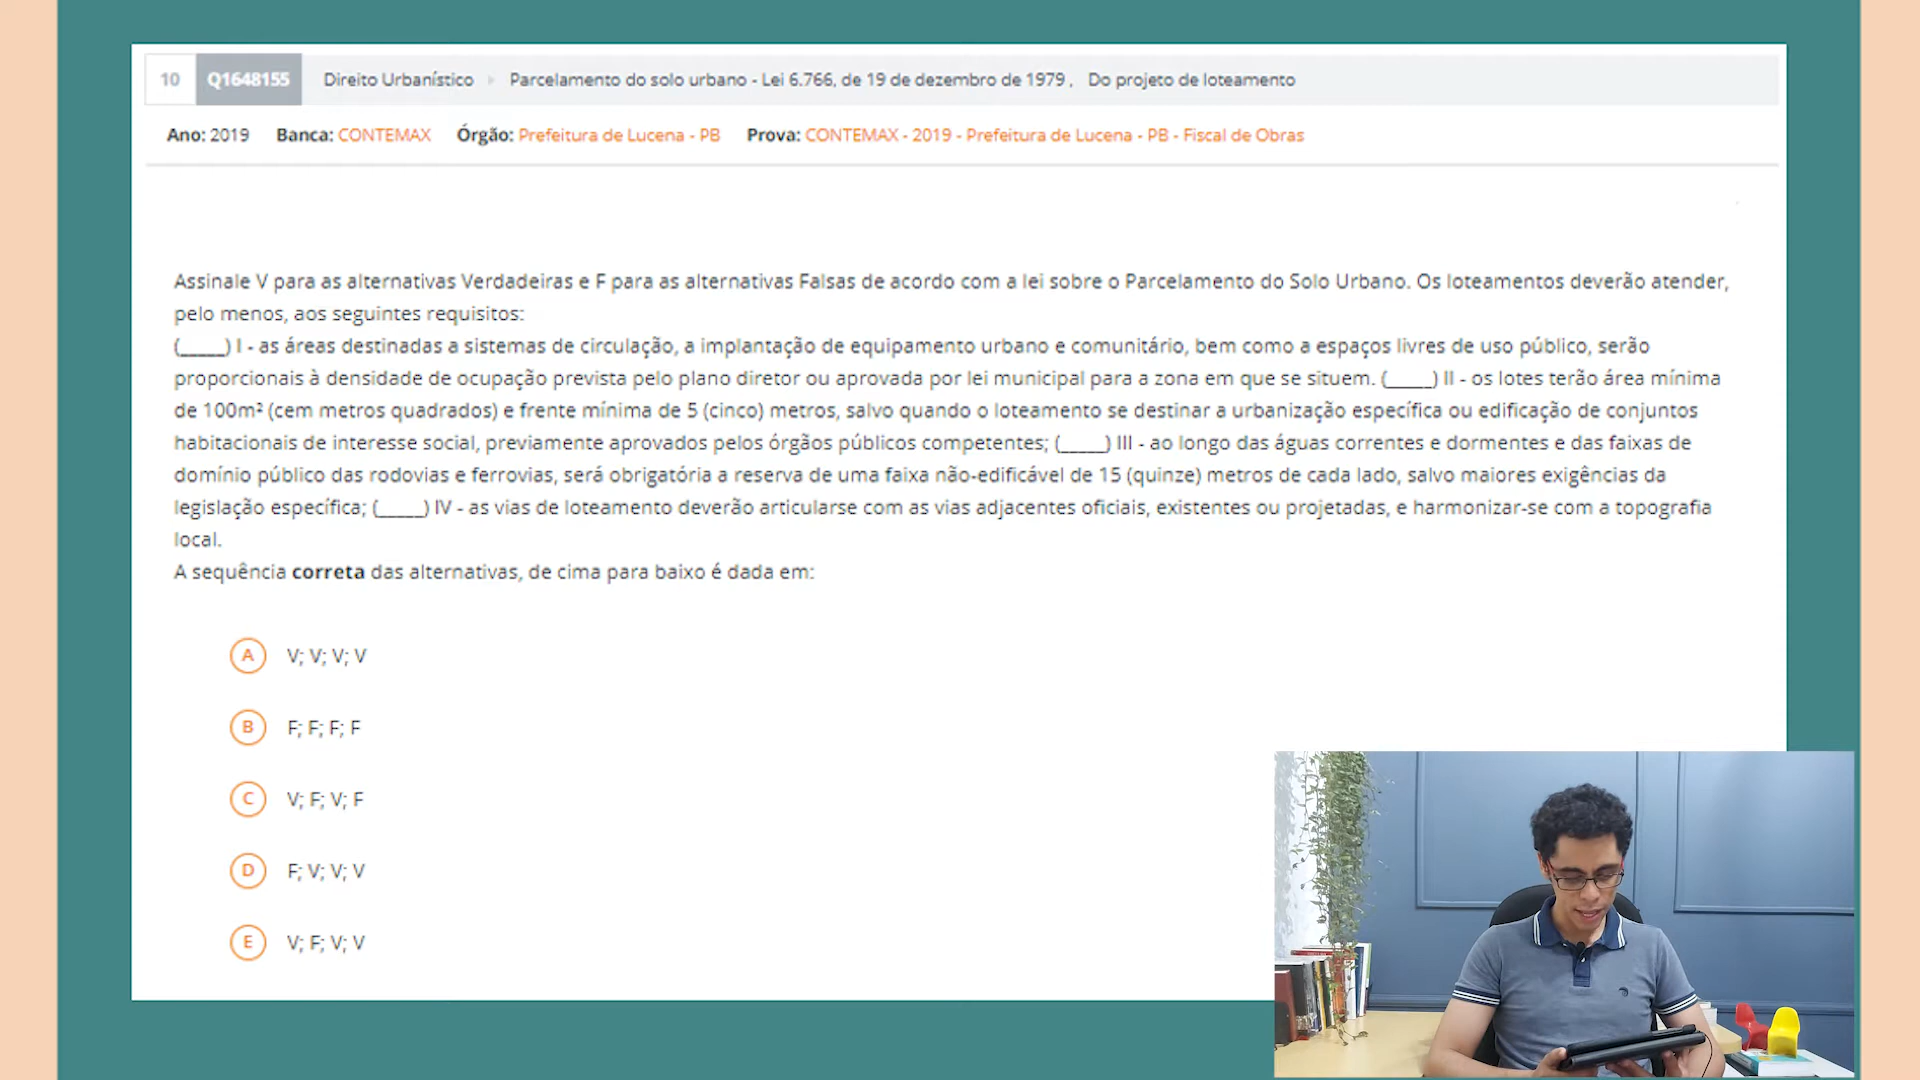 10 Q1648155 Direito Urbanístico Parcelamento do solo urbano - Lei 6.766, de 19 de dezembro de 1979 , Do projeto de loteamento
Ano: 2019 Banca: CONTEMAX Órgão: Prefeitura de Lucena - PB Prova: CONTEMAX - 2019 - Prefeitura de Lucena - PB - Fiscal de Obras
Assinale V para as alternativas Verdadeiras e F para as alternativas Falsas de acordo com a lei sobre o Parcelamento do Solo Urbano. Os loteamentos deverão atender,
pelo menos, aos seguintes requisitos:
(_____) I - as áreas destinadas a sistemas de circulação, a implantação de equipamento urbano e comunitário, bem como a espaços livres de uso público, serão
proporcionais à densidade de ocupação prevista pelo plano diretor ou aprovada por lei municipal para a zona em que se situem. (_____) II - os lotes terão área mínima
de 100m² (cem metros quadrados) e frente mínima de 5 (cinco) metros, salvo quando o loteamento se destinar a urbanização específica ou edificação de conjuntos
habitacionais de interesse social, previamente aprovados pelos órgãos públicos competentes; (_____) III - ao longo das águas correntes e dormentes e das faixas de
domínio público das rodovias e ferrovias, será obrigatória a reserva de uma faixa não-edificável de 15 (quinze) metros de cada lado, salvo maiores exigências da
legislação específica; (_____) IV - as vias de loteamento deverão articularse com as vias adjacentes oficiais, existentes ou projetadas, e harmonizar-se com a topografia
local.
A sequência correta das alternativas, de cima para baixo é dada em:
A V; V; V; V
B F; F; F; F
C V; F; V; F
D F; V; V; V
E V; F; V; V